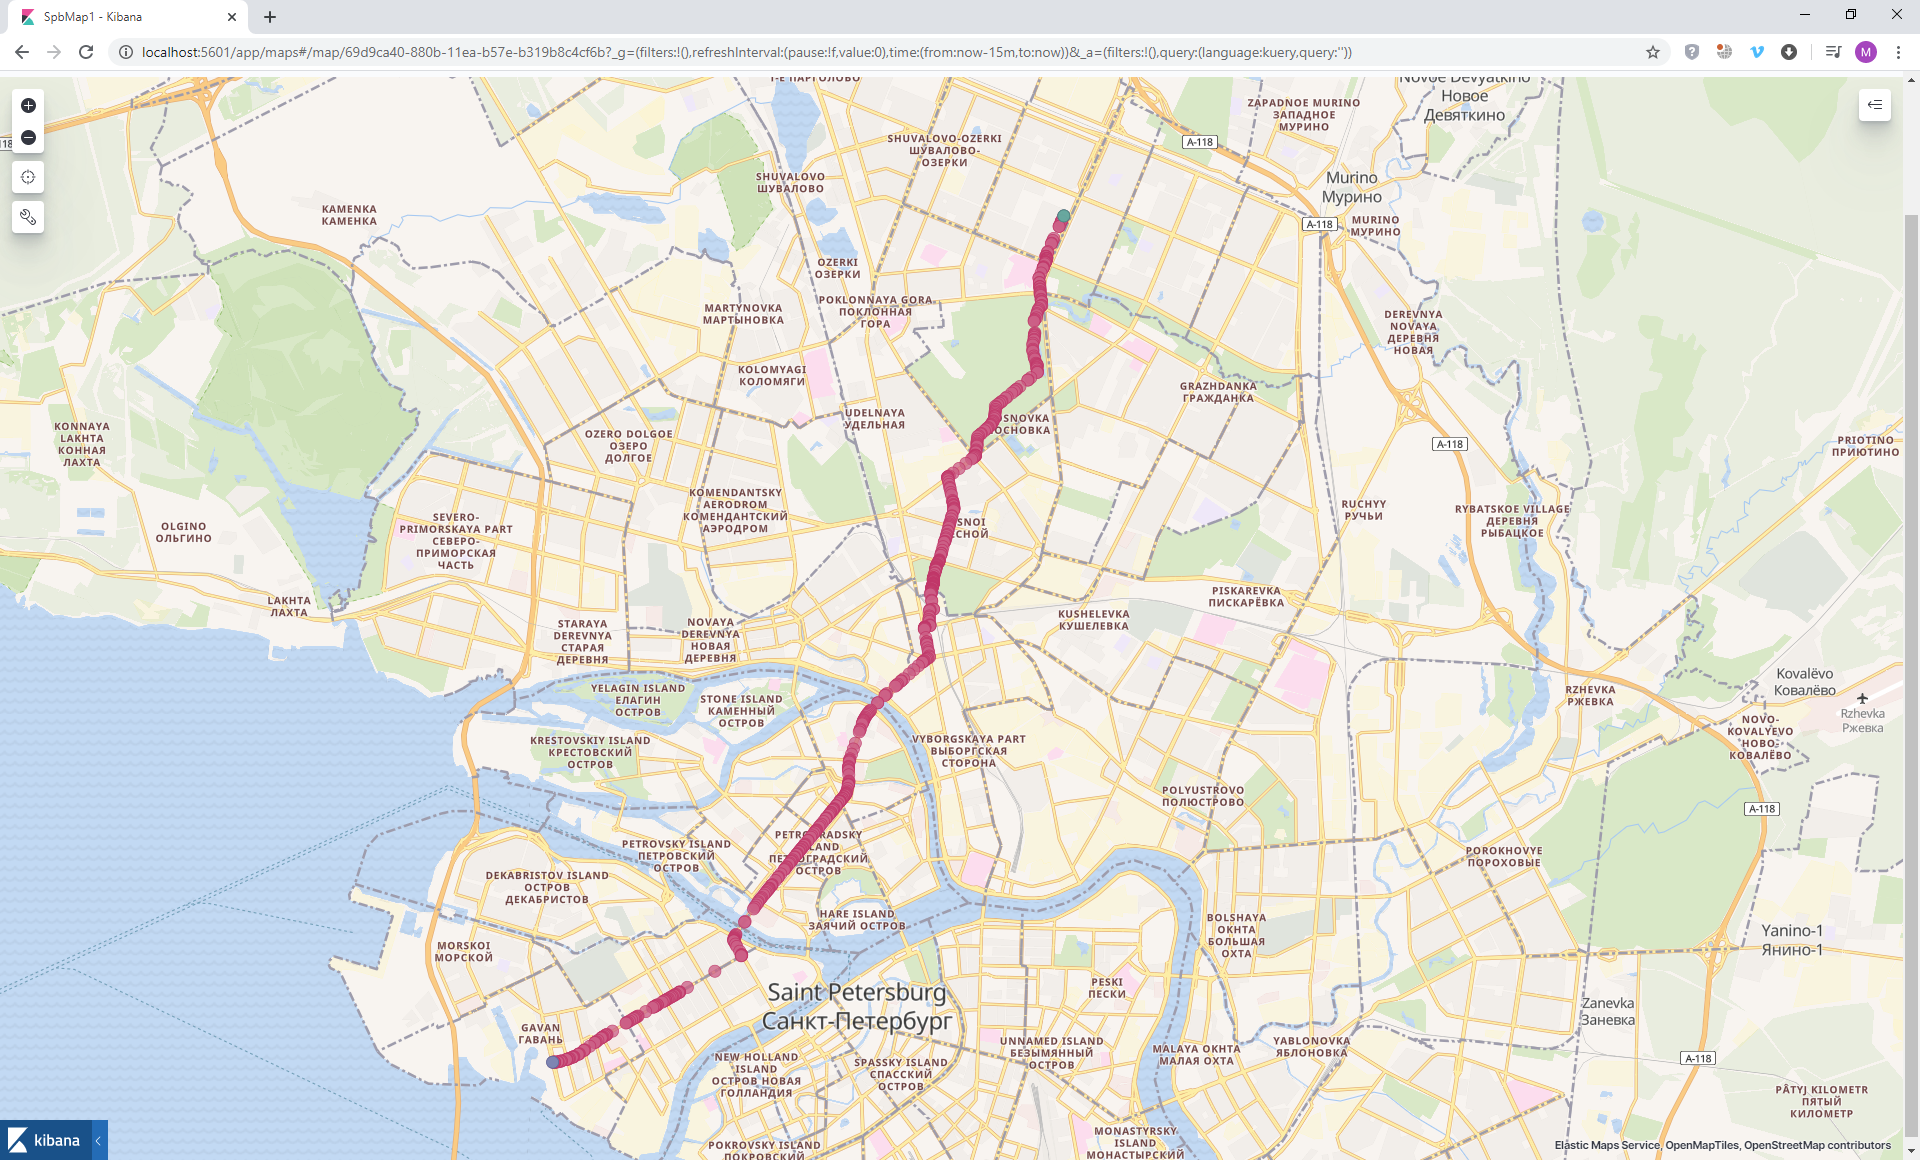 SpbMap1 - Kibana
localhost:5601/app/maps#/map/69d9ca40-880b-11ea-b57e-b319b8c4cf6b?_g=(filters:!(),refreshInterval:(pause:!f,value:0),time:(from:now-15m,to:now))&_a=(filters:!(),query:(language:kuery,query:''))
M
Novoe Devyatkino
Новое
Девяткино
ZAPADNOE MURINO
ЗАПАДНОЕ
МУРИНО
A-118
SHUVALOVO-OZERKI
ШУВАЛОВО-
ОЗЕРКИ
SHUVALOVO
ШУВАЛОВО
Murino
Мурино
KAMENKA
КАМЕНКА
A-118
MURINO
МУРИНО
OZERKI
ОЗЕРКИ
POKLONNAYA GORA
ПОКЛОННАЯ
ГОРА
MARTYNOVKA
МАРТЫНОВКА
DEREVNYA
NOVAYA
ДЕРЕВНЯ
НОВАЯ
KOLOMYAGI
КОЛОМЯГИ
GRAZHDANKA
ГРАЖДАНКА
UDELNAYA
УДЕЛЬНАЯ
OSNOVKA
ОСНОВКА
KONNAYA
LAKHTA
КОННАЯ
ЛАХТА
OZERO DOLGOE
ОЗЕРО
ДОЛГОЕ
A-118
PRIOTINO
ПРИЮТИНО
KOMENDANTSKY
AERODROM
КОМЕНДАНТСКИЙ
АЭРОДРОМ
RUCHYY
РУЧЬИ
RYBATSKOE VILLAGE
ДЕРЕВНЯ
РЫБАЦКОЕ
OLGINO
ОЛЬГИНО
SEVERO-
PRIMORSKAYA PART
СЕВЕРО-
ПРИМОРСКАЯ
ЧАСТЬ
SNOI
СНОЙ
LAKHTA
ЛАХТА
PISKAREVKA
ПИСКАРЁВКА
KUSHELEVKA
КУШЕЛЕВКА
STARAYA
DEREVNYA
СТАРАЯ
ДЕРЕВНЯ
NOVAYA
DEREVNYA
НОВАЯ
ДЕРЕВНЯ
Kovalëvo
Ковалёво
YELAGIN ISLAND
ЕЛАГИН
ОСТРОВ
STONE ISLAND
КАМЕННЫЙ
ОСТРОВ
RZHEVKA
РЖЕВКА
Rzhevka
Ржевка
NOVO-
KOVALYEVO
НОВО-
КОВАЛЁВО
KRESTOVSKIY ISLAND
КРЕСТОВСКИЙ
ОСТРОВ
VYBORGSKAYA PART
ВЫБОРГСКАЯ
СТОРОНА
POLYUSTROVO
ПОЛЮСТРОВО
A-118
PETROVSKY ISLAND
ПЕТРОВСКИЙ
ОСТРОВ
POROKHOVYE
ПОРОХОВЫЕ
DEKABRISTOV ISLAND
ОСТРОВ
ДЕКАБРИСТОВ
HARE ISLAND
ЗАЯЧИЙ ОСТРОВ
BOLSHAYA
OKHTA
БОЛЬШАЯ
ОХТА
MORSKOI
МОРСКОЙ
Yanino-1
Янино-1
Saint Petersburg
Санкт-Петербург
PESKI
ПЕСКИ
Zanevka
Заневка
GAVAN
ГАВАНЬ
UNNAMED ISLAND
БЕЗЫМЯННЫЙ
ОСТРОВ
MALAYA OKHTA
МАЛАЯ ОХТА
YABLONOVKA
ЯБЛОНОВКА
A-118
NEW HOLLAND
ISLAND
ОСТРОВ НОВАЯ
ГОЛЛАНДИЯ
SPASSKY ISLAND
СПАССКИЙ
ОСТРОВ
PÂTYJ KILOMETR
ПЯТЫЙ
КИЛОМЕТР
POKROVSKY ISLAND
ПОКРОВСКИЙ
MONASTYRSKY
ISLAND
МОНАСТЫРСКИЙ
kibana
Elastic Maps Service, OpenMapTiles, OpenStreetMap contributors